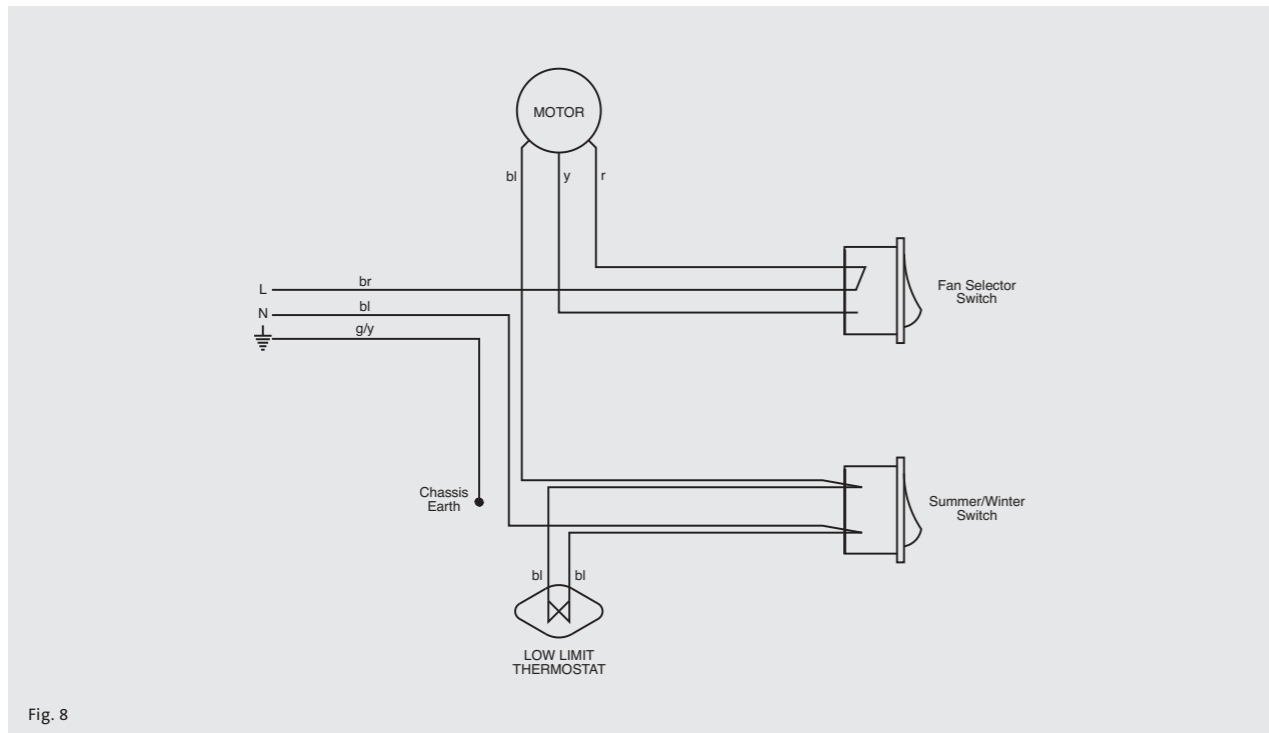 MOTOR
bl
y
r
L
br
N
bl
g/y
Fan Selector
Switch
Chassis
Earth
Summer/Winter
Switch
bl
bl
LOW LIMIT
THERMOSTAT
Fig. 8